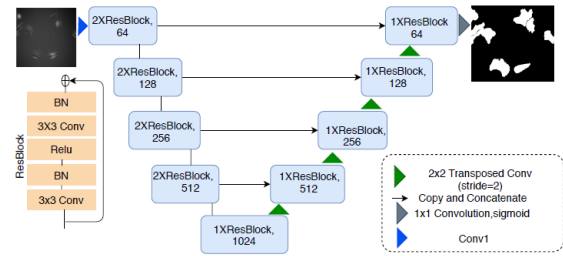 2XResBlock,
64
1XResBlock
64
2XResBlock,
128
1XResBlock,
128
2XResBlock,
256
1XResBlock,
256
2XResBlock,
512
1XResBlock,
512
1XResBlock,
1024
ResBlock
BN
3X3 Conv
Relu
BN
3x3 Conv
2x2 Transposed Conv
(stride=2)
Copy and Concatenate
1x1 Convolution,sigmoid
Conv1